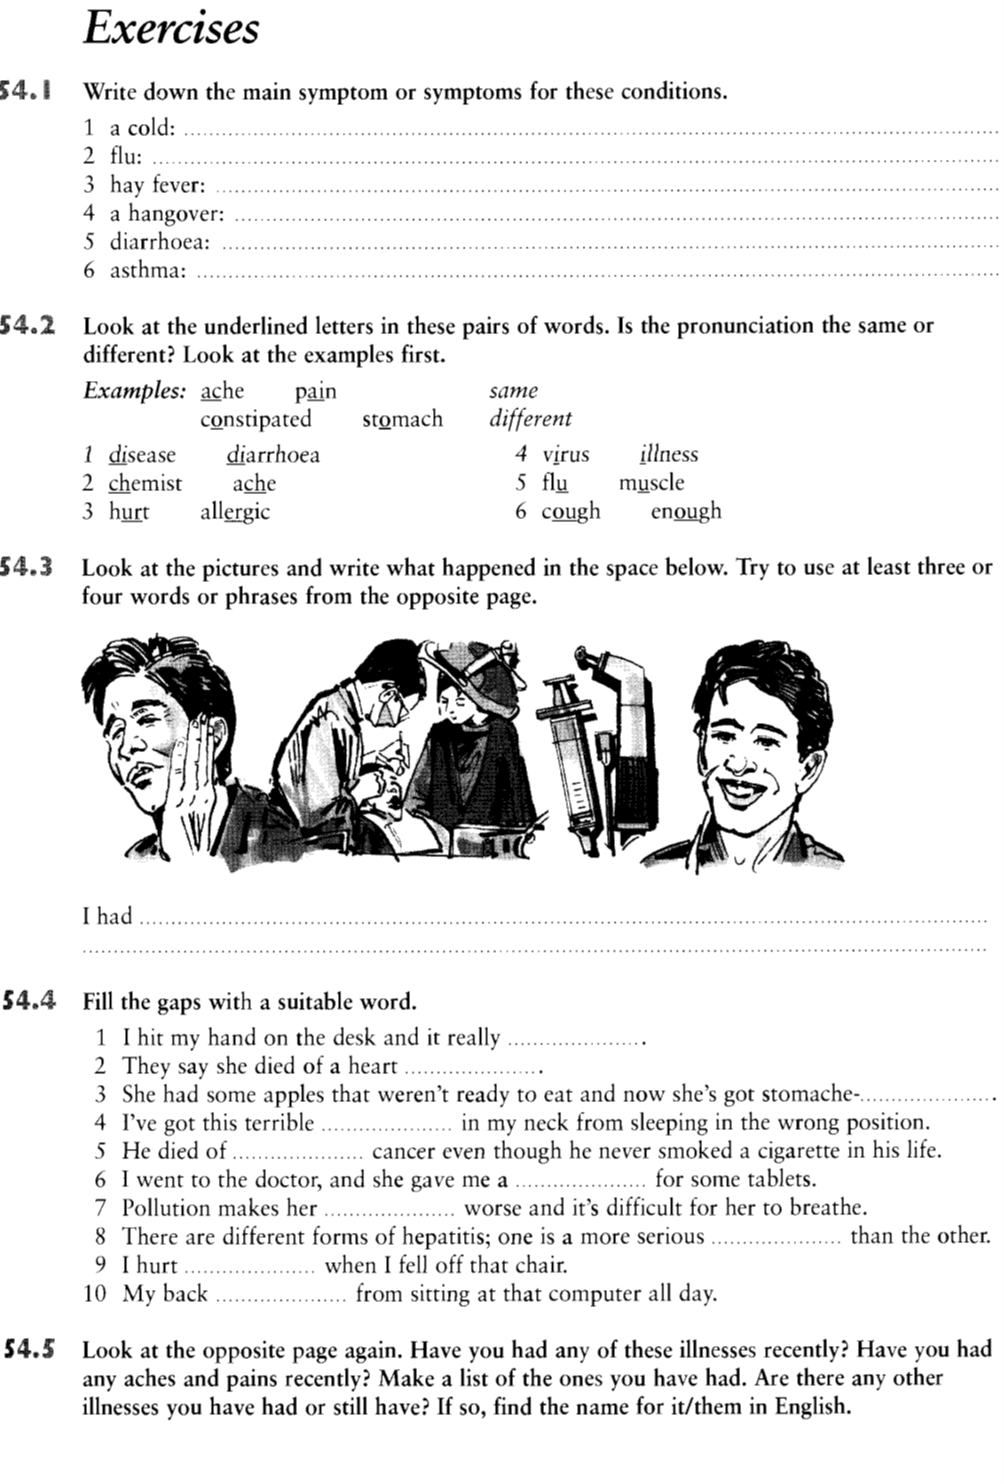 Exercises
54.1 Write down the main symptom or symptoms for these conditions.
1 a cold: ................................................
2 flu: ................................................
3 hay fever: ................................................
4 a hangover: ................................................
5 diarrhoea: ................................................
6 asthma: ................................................
54.2 Look at the underlined letters in these pairs of words. Is the pronunciation the same or
different? Look at the examples first.
Examples: ache pain same
constipated stomach different
1 disease diarrhoea 4 virus illness
2 chemist ache 5 flu muscle
3 hurt allergic 6 cough enough
54.3 Look at the pictures and write what happened in the space below. Try to use at least three or
four words or phrases from the opposite page.
I had ................................................
................................................
54.4 Fill the gaps with a suitable word.
1 I hit my hand on the desk and it really ..................... .
2 They say she died of a heart ..................... .
3 She had some apples that weren't ready to eat and now she's got stomache-..................... .
4 I've got this terrible ..................... in my neck from sleeping in the wrong position.
5 He died of ..................... cancer even though he never smoked a cigarette in his life.
6 I went to the doctor, and she gave me a ..................... for some tablets.
7 Pollution makes her ..................... worse and it's difficult for her to breathe.
8 There are different forms of hepatitis; one is a more serious ..................... than the other.
9 I hurt ..................... when I fell off that chair.
10 My back ..................... from sitting at that computer all day.
54.5 Look at the opposite page again. Have you had any of these illnesses recently? Have you had
any aches and pains recently? Make a list of the ones you have had. Are there any other
illnesses you have had or still have? If so, find the name for it/them in English.